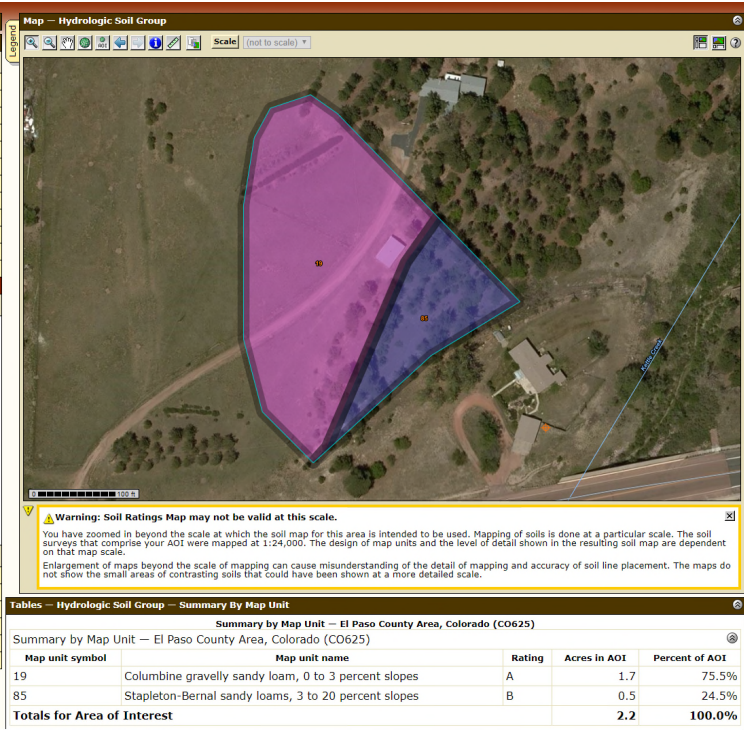 Legend
Map — Hydrologic Soil Group
AOI
Scale (not to scale)
19
85
Kettle Creek
0 100 ft
Warning: Soil Ratings Map may not be valid at this scale.
You have zoomed in beyond the scale at which the soil map for this area is intended to be used. Mapping of soils is done at a particular scale. The soil
surveys that comprise your AOI were mapped at 1:24,000. The design of map units and the level of detail shown in the resulting soil map are dependent
on that map scale.
Enlargement of maps beyond the scale of mapping can cause misunderstanding of the detail of mapping and accuracy of soil line placement. The maps do
not show the small areas of contrasting soils that could have been shown at a more detailed scale.
Tables — Hydrologic Soil Group — Summary By Map Unit
Summary by Map Unit — El Paso County Area, Colorado (CO625)
Summary by Map Unit — El Paso County Area, Colorado (CO625)
Map unit symbol Map unit name Rating Acres in AOI Percent of AOI
19 Columbine gravelly sandy loam, 0 to 3 percent slopes A 1.7 75.5%
85 Stapleton-Bernal sandy loams, 3 to 20 percent slopes B 0.5 24.5%
Totals for Area of Interest 2.2 100.0%